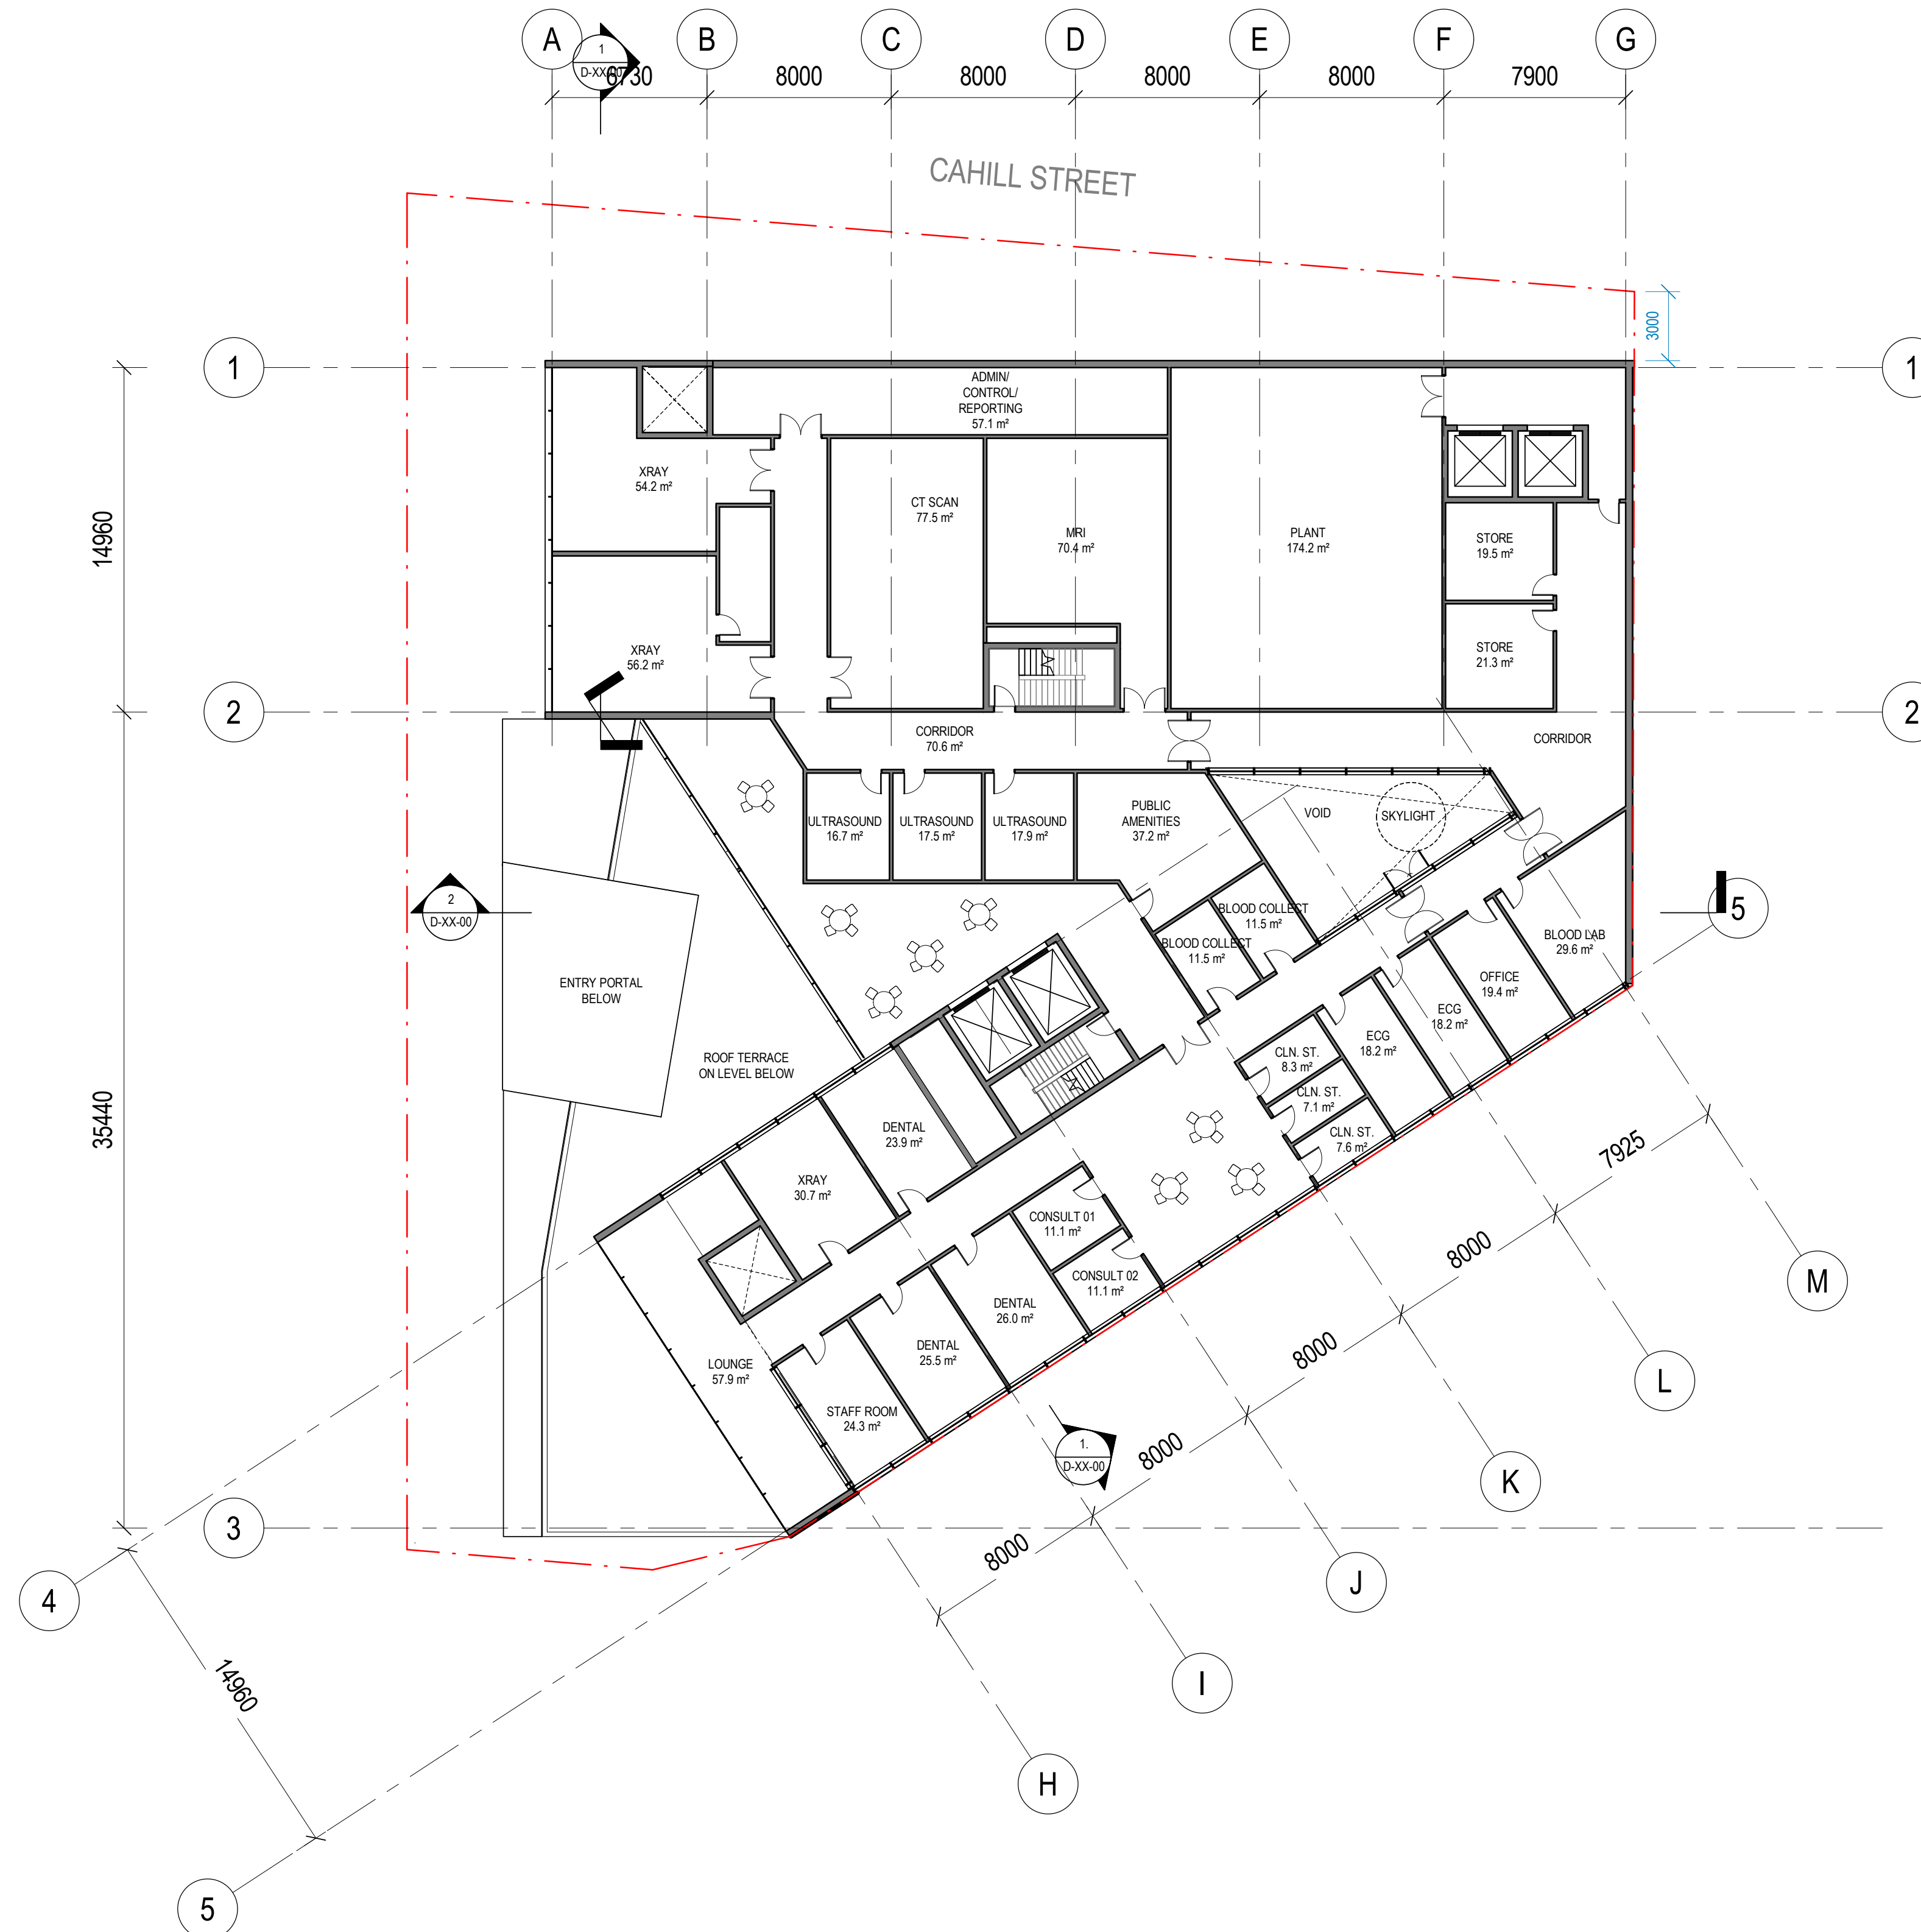 A
B
C
D
E
F
G
1
D-XX-00
6730
8000
8000
8000
8000
7900
CAHILL STREET
3000
1
1
ADMIN/
CONTROL/
REPORTING
57.1 m²
XRAY
54.2 m²
CT SCAN
77.5 m²
MRI
70.4 m²
PLANT
174.2 m²
STORE
19.5 m²
14960
XRAY
56.2 m²
STORE
21.3 m²
2
2
CORRIDOR
70.6 m²
CORRIDOR
ULTRASOUND
16.7 m²
ULTRASOUND
17.5 m²
ULTRASOUND
17.9 m²
PUBLIC
AMENITIES
37.2 m²
VOID
SKYLIGHT
2
D-XX-00
BLOOD COLLECT
11.5 m²
BLOOD COLLECT
11.5 m²
5
BLOOD LAB
29.6 m²
OFFICE
19.4 m²
ECG
18.2 m²
ECG
18.2 m²
ENTRY PORTAL
BELOW
ROOF TERRACE
ON LEVEL BELOW
CLN. ST.
8.3 m²
CLN. ST.
7.1 m²
CLN. ST.
7.6 m²
35440
DENTAL
23.9 m²
XRAY
30.7 m²
CONSULT 01
11.1 m²
CONSULT 02
11.1 m²
DENTAL
26.0 m²
DENTAL
25.5 m²
LOUNGE
57.9 m²
STAFF ROOM
24.3 m²
7925
8000
8000
8000
8000
M
L
K
J
I
H
1.
D-XX-00
3
4
14960
5